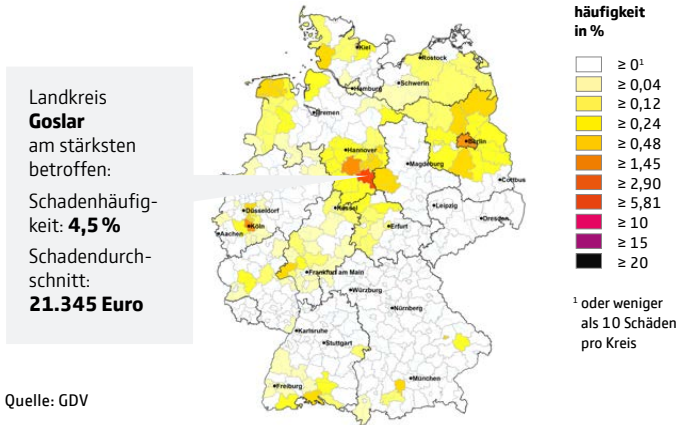 häufigkeit
in %
≥ 0¹
≥ 0,04
≥ 0,12
≥ 0,24
≥ 0,48
≥ 1,45
≥ 2,90
≥ 5,81
≥ 10
≥ 15
≥ 20
¹ oder weniger
als 10 Schäden
pro Kreis
Landkreis
Goslar
am stärksten
betroffen:
Schadenhäufig-
keit: 4,5 %
Schadendurch-
schnitt:
21.345 Euro
Kiel
Rostock
Schwerin
Hamburg
Bremen
Hannover
Berlin
Magdeburg
Cottbus
Düsseldorf
Köln
Aachen
Kassel
Leipzig
Dresden
Erfurt
Frankfurt am Main
Würzburg
Nürnberg
Karlsruhe
Stuttgart
Freiburg
München
Quelle: GDV